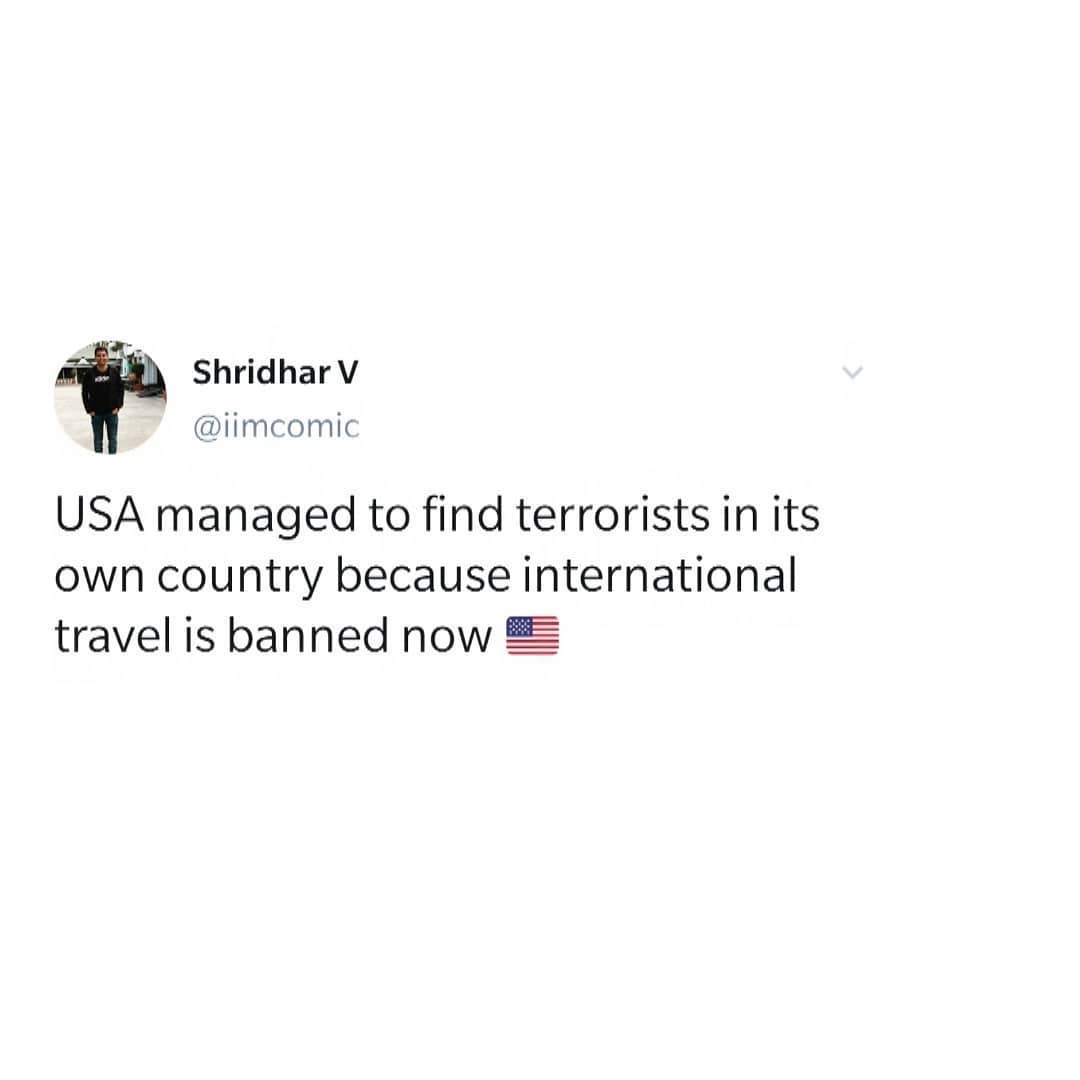 Shridhar V
@iimcomic
USA managed to find terrorists in its
own country because international
travel is banned now 🇺🇸